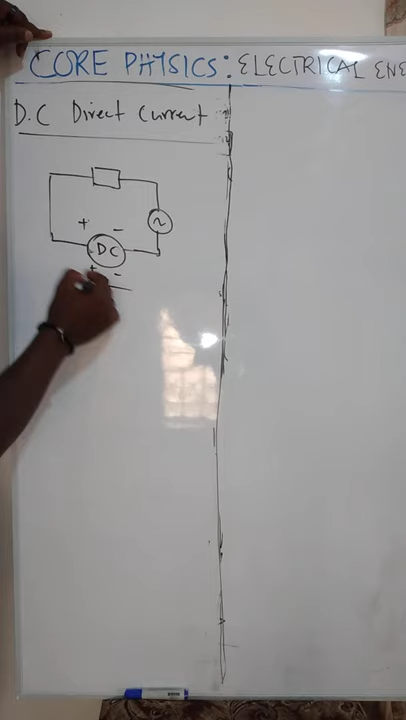 CORE PHYSICS: ELECTRICAL ENE
D.C Direct Current
+ -
~
DC
+ -